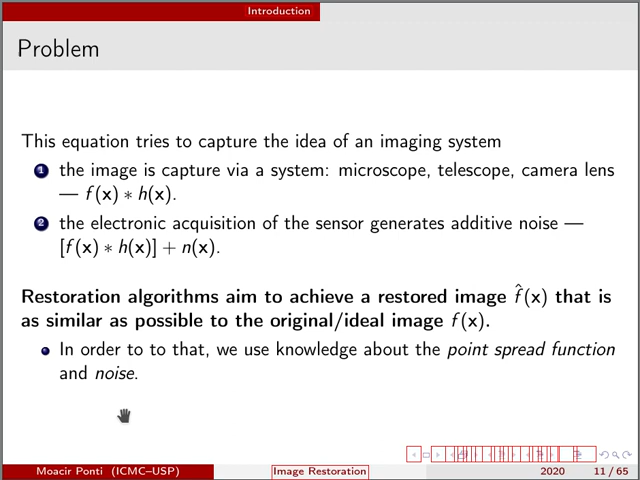 Introduction
Problem
This equation tries to capture the idea of an imaging system
1 the image is capture via a system: microscope, telescope, camera lens
— f(x) ∗ h(x).
2 the electronic acquisition of the sensor generates additive noise —
[f(x) ∗ h(x)] + n(x).
Restoration algorithms aim to achieve a restored image f̂(x) that is
as similar as possible to the original/ideal image f(x).
In order to to that, we use knowledge about the point spread function
and noise.
Moacir Ponti (ICMC–USP) Image Restoration 2020 11 / 65